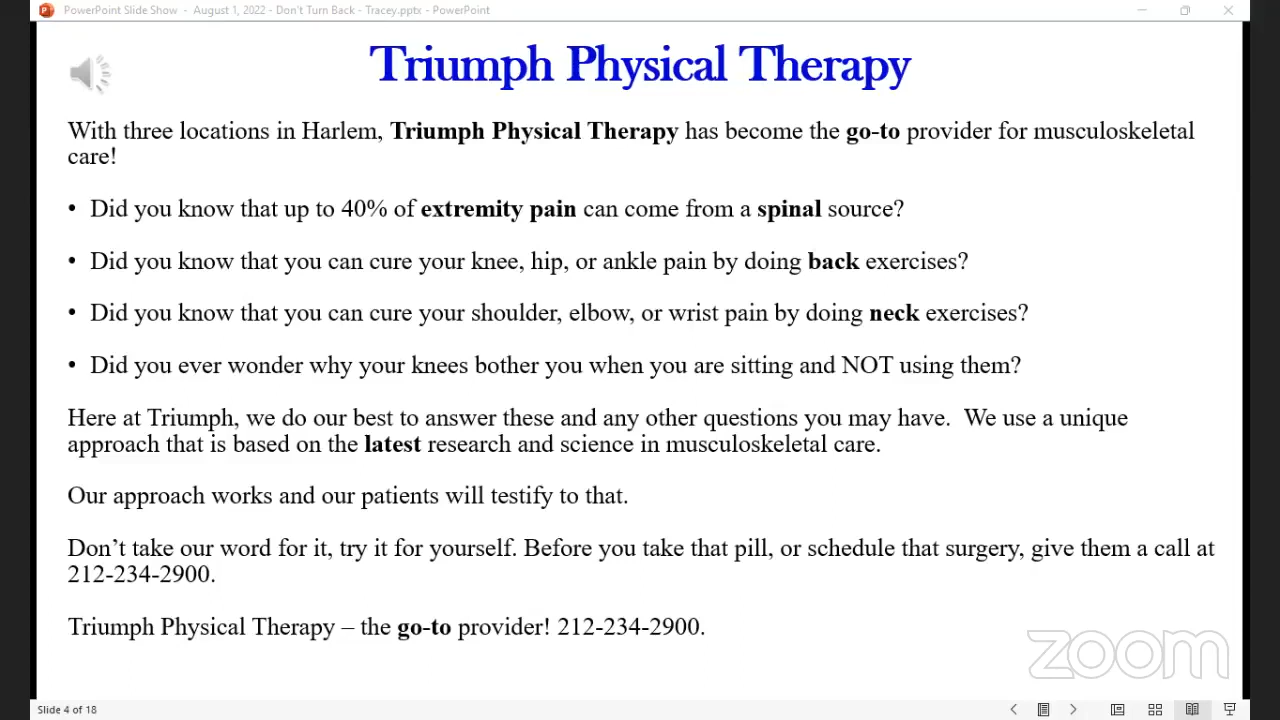 PowerPoint Slide Show - August 1, 2022 - Don't Turn Back - Tracey.pptx - PowerPoint
Triumph Physical Therapy
With three locations in Harlem, Triumph Physical Therapy has become the go-to provider for musculoskeletal
care!
• Did you know that up to 40% of extremity pain can come from a spinal source?
• Did you know that you can cure your knee, hip, or ankle pain by doing back exercises?
• Did you know that you can cure your shoulder, elbow, or wrist pain by doing neck exercises?
• Did you ever wonder why your knees bother you when you are sitting and NOT using them?
Here at Triumph, we do our best to answer these and any other questions you may have.  We use a unique
approach that is based on the latest research and science in musculoskeletal care.
Our approach works and our patients will testify to that.
Don’t take our word for it, try it for yourself. Before you take that pill, or schedule that surgery, give them a call at
212-234-2900.
Triumph Physical Therapy – the go-to provider! 212-234-2900.
zoom
Slide 4 of 18